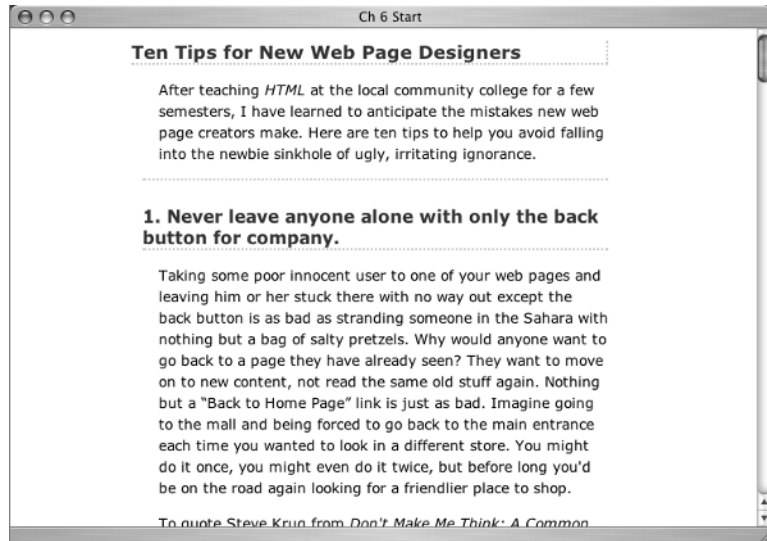 Ch 6 Start
Ten Tips for New Web Page Designers
After teaching HTML at the local community college for a few
semesters, I have learned to anticipate the mistakes new web
page creators make. Here are ten tips to help you avoid falling
into the newbie sinkhole of ugly, irritating ignorance.
1. Never leave anyone alone with only the back
button for company.
Taking some poor innocent user to one of your web pages and
leaving him or her stuck there with no way out except the
back button is as bad as stranding someone in the Sahara with
nothing but a bag of salty pretzels. Why would anyone want to
go back to a page they have already seen? They want to move
on to new content, not read the same old stuff again. Nothing
but a “Back to Home Page” link is just as bad. Imagine going
to the mall and being forced to go back to the main entrance
each time you wanted to look in a different store. You might
do it once, you might even do it twice, but before long you'd
be on the road again looking for a friendlier place to shop.
To quote Steve Krug from Don't Make Me Think: A Common